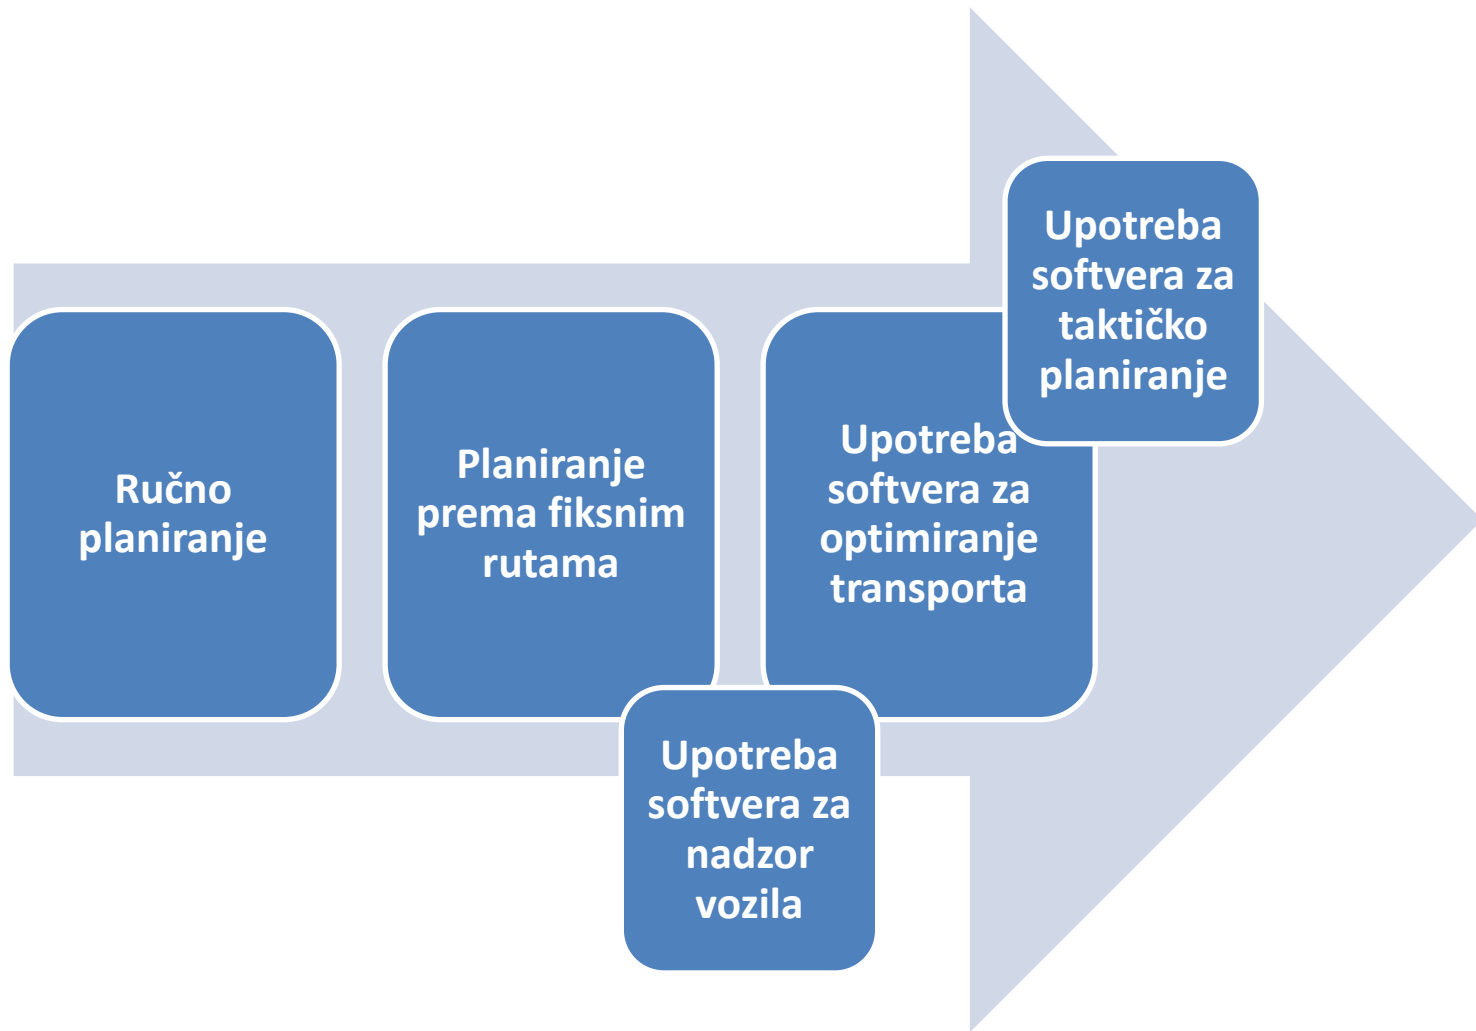 Ručno
planiranje
Planiranje
prema fiksnim
rutama
Upotreba
softvera za
nadzor
vozila
Upotreba
softvera za
optimiranje
transporta
Upotreba
softvera za
taktičko
planiranje